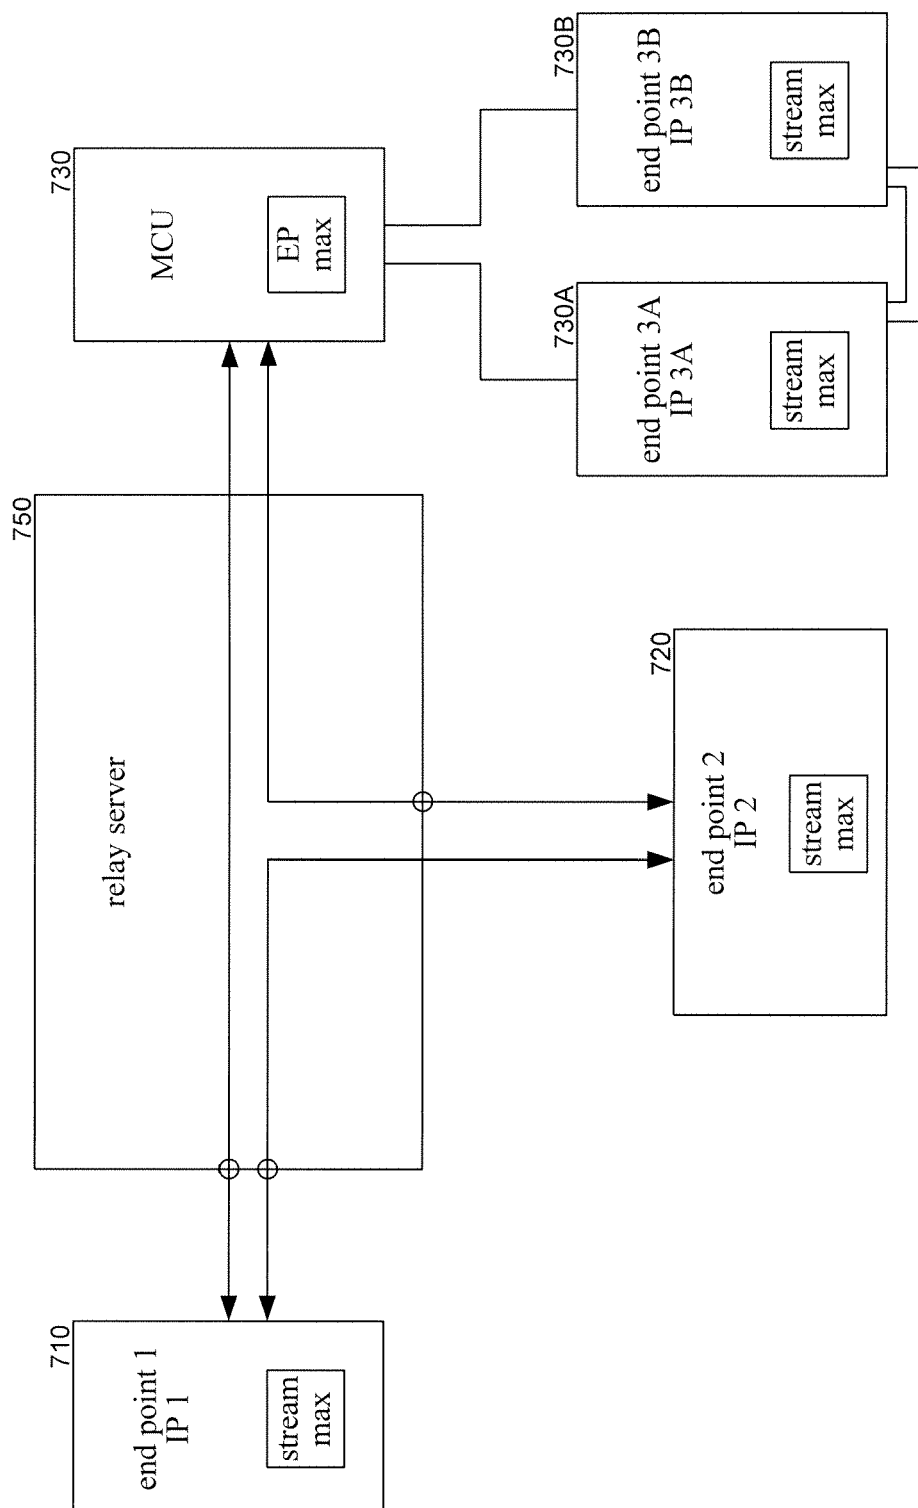 710
end point 1
IP 1
stream
max
750
relay server
730
MCU
EP
max
720
end point 2
IP 2
stream
max
730A
end point 3A
IP 3A
stream
max
730B
end point 3B
IP 3B
stream
max